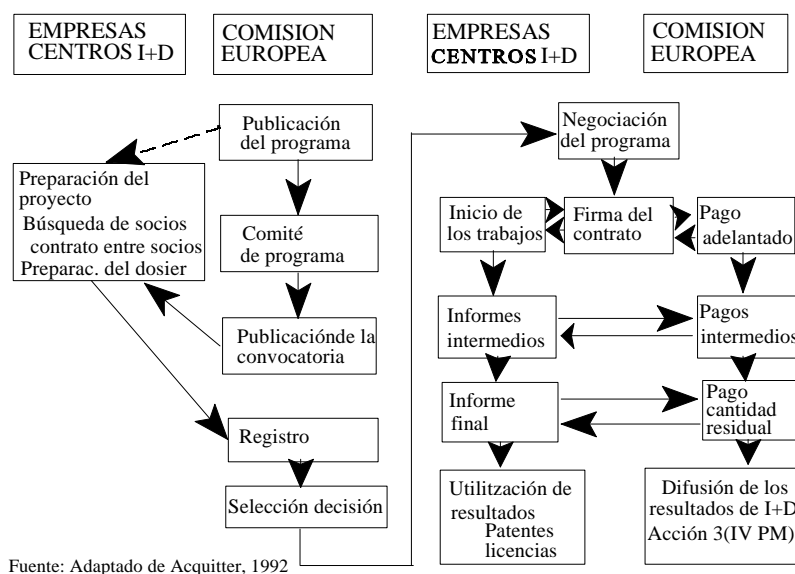 EMPRESAS
CENTROS I+D
COMISION
EUROPEA
EMPRESAS
CENTROS I+D
COMISION
EUROPEA
Publicación
del programa
Preparación del
proyecto
Búsqueda de socios
contrato entre socios
Preparac. del dosier
Comité
de programa
Publicaciónde la
convocatoria
Registro
Selección decisión
Negociación
del programa
Inicio de
los trabajos
Firma del
contrato
Pago
adelantado
Informes
intermedios
Pagos
intermedios
Informe
final
Pago
cantidad
residual
Utilitzación de
resultados
Patentes
licencias
Difusión de los
resultados de I+D
Acción 3(IV PM)
Fuente: Adaptado de Acquitter, 1992